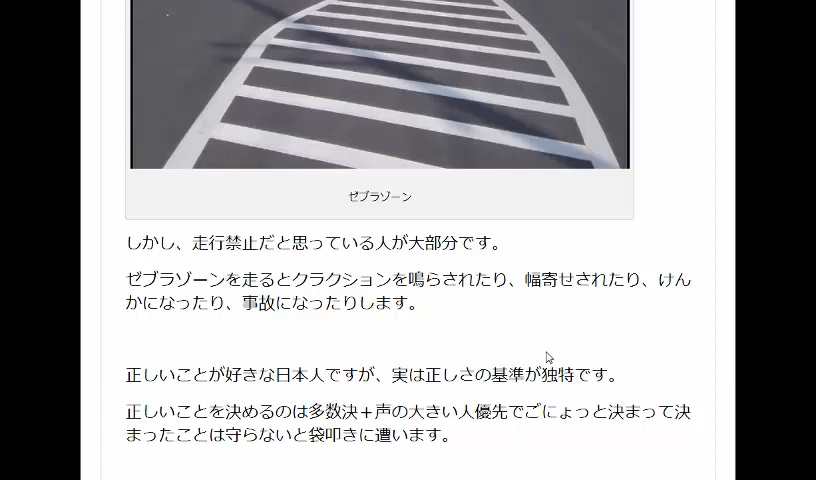 ゼブラゾーン
しかし、走行禁止だと思っている人が大部分です。
ゼブラゾーンを走るとクラクションを鳴らされたり、幅寄せされたり、けん
かになったり、事故になったりします。
正しいことが好きな日本人ですが、実は正しさの基準が独特です。
正しいことを決めるのは多数決＋声の大きい人優先でごにょっと決まって決
まったことは守らないと袋叩きに遭います。